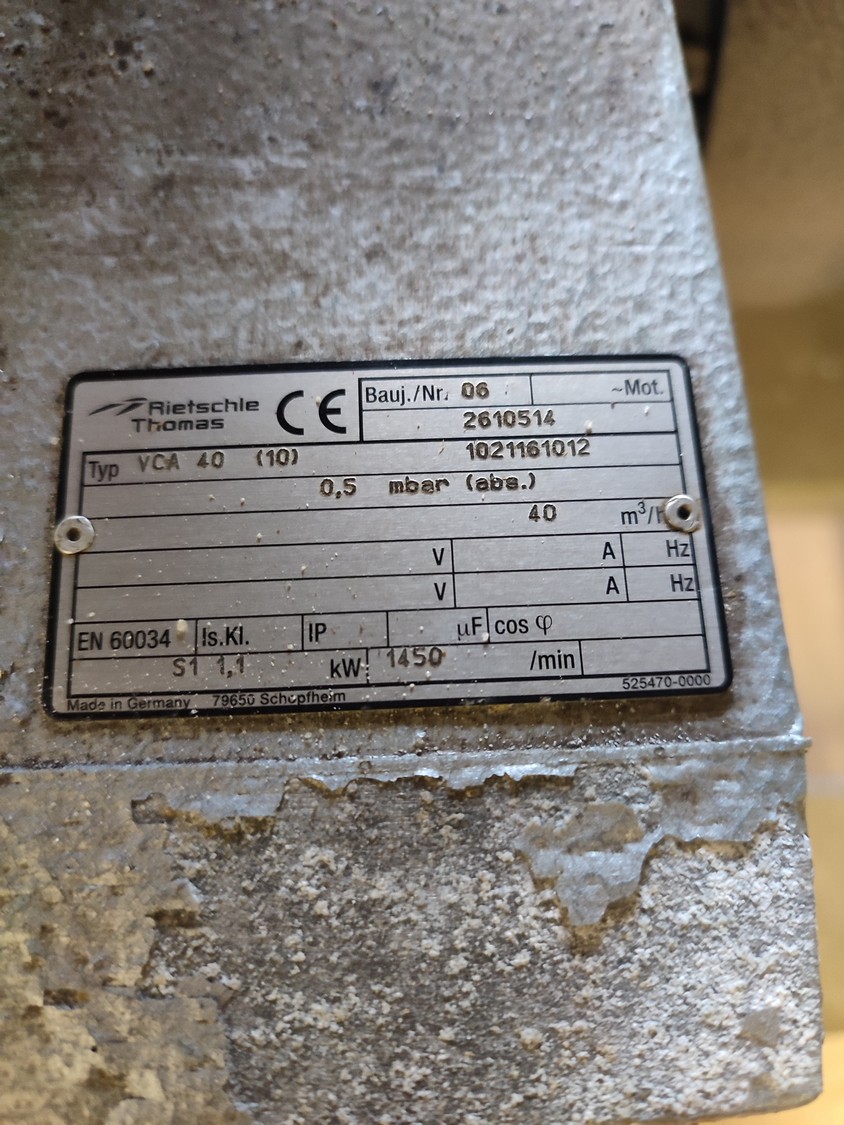 Rietschle
Thomas
CE
Bauj./Nr. 06 ~Mot.
2610514
Typ VCA 40 (10) 1021161012
0,5 mbar (abs.)
40 m³/
V A Hz
V A Hz
EN 60034 Is.Kl. IP µF cos φ
S1 1,1 kW 1450 /min
525470-0000
Made in Germany 79650 Schopfheim